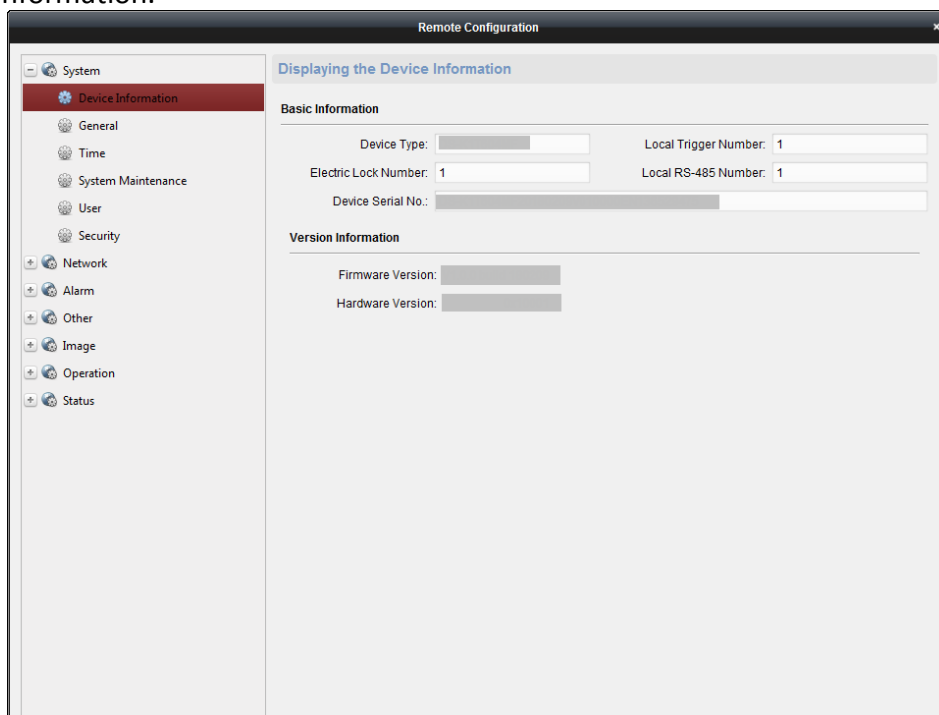 Remote Configuration
System
Device Information
General
Time
System Maintenance
User
Security
Network
Alarm
Other
Image
Operation
Status
Displaying the Device Information
Basic Information
Device Type: Local Trigger Number: 1
Electric Lock Number: 1 Local RS-485 Number: 1
Device Serial No.:
Version Information
Firmware Version:
Hardware Version: